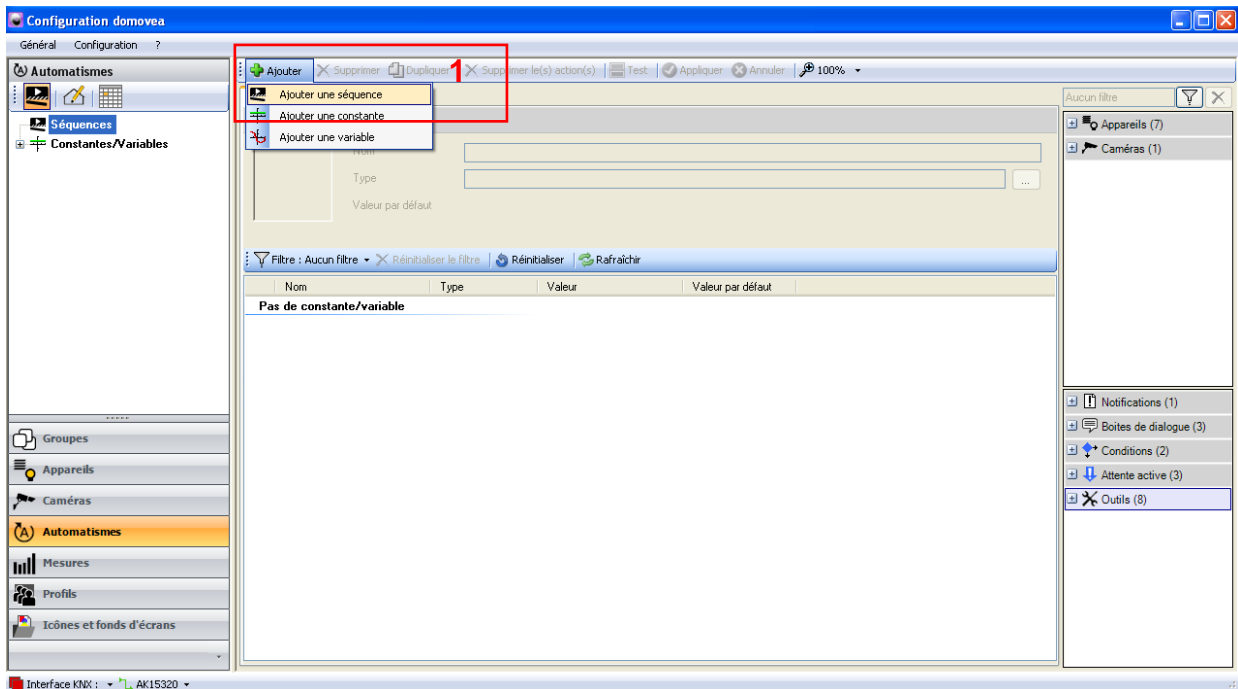 Configuration domovea
Général Configuration ?
Automatismes
Séquences
Constantes/Variables
Groupes
Appareils
Caméras
Automatismes
Mesures
Profils
Icônes et fonds d'écrans
Ajouter Supprimer Dupliquer 1 Supprimer le(s) action(s) Test Appliquer Annuler 100%
Ajouter une séquence
Ajouter une constante
Ajouter une variable
Nom
Type ...
Valeur par défaut
Filtre : Aucun filtre Réinitialiser le filtre Réinitialiser Rafraîchir
Nom Type Valeur Valeur par défaut
Pas de constante/variable
Aucun filtre
Appareils (7)
Caméras (1)
Notifications (1)
Boites de dialogue (3)
Conditions (2)
Attente active (3)
Outils (8)
Interface KNX : AK15320